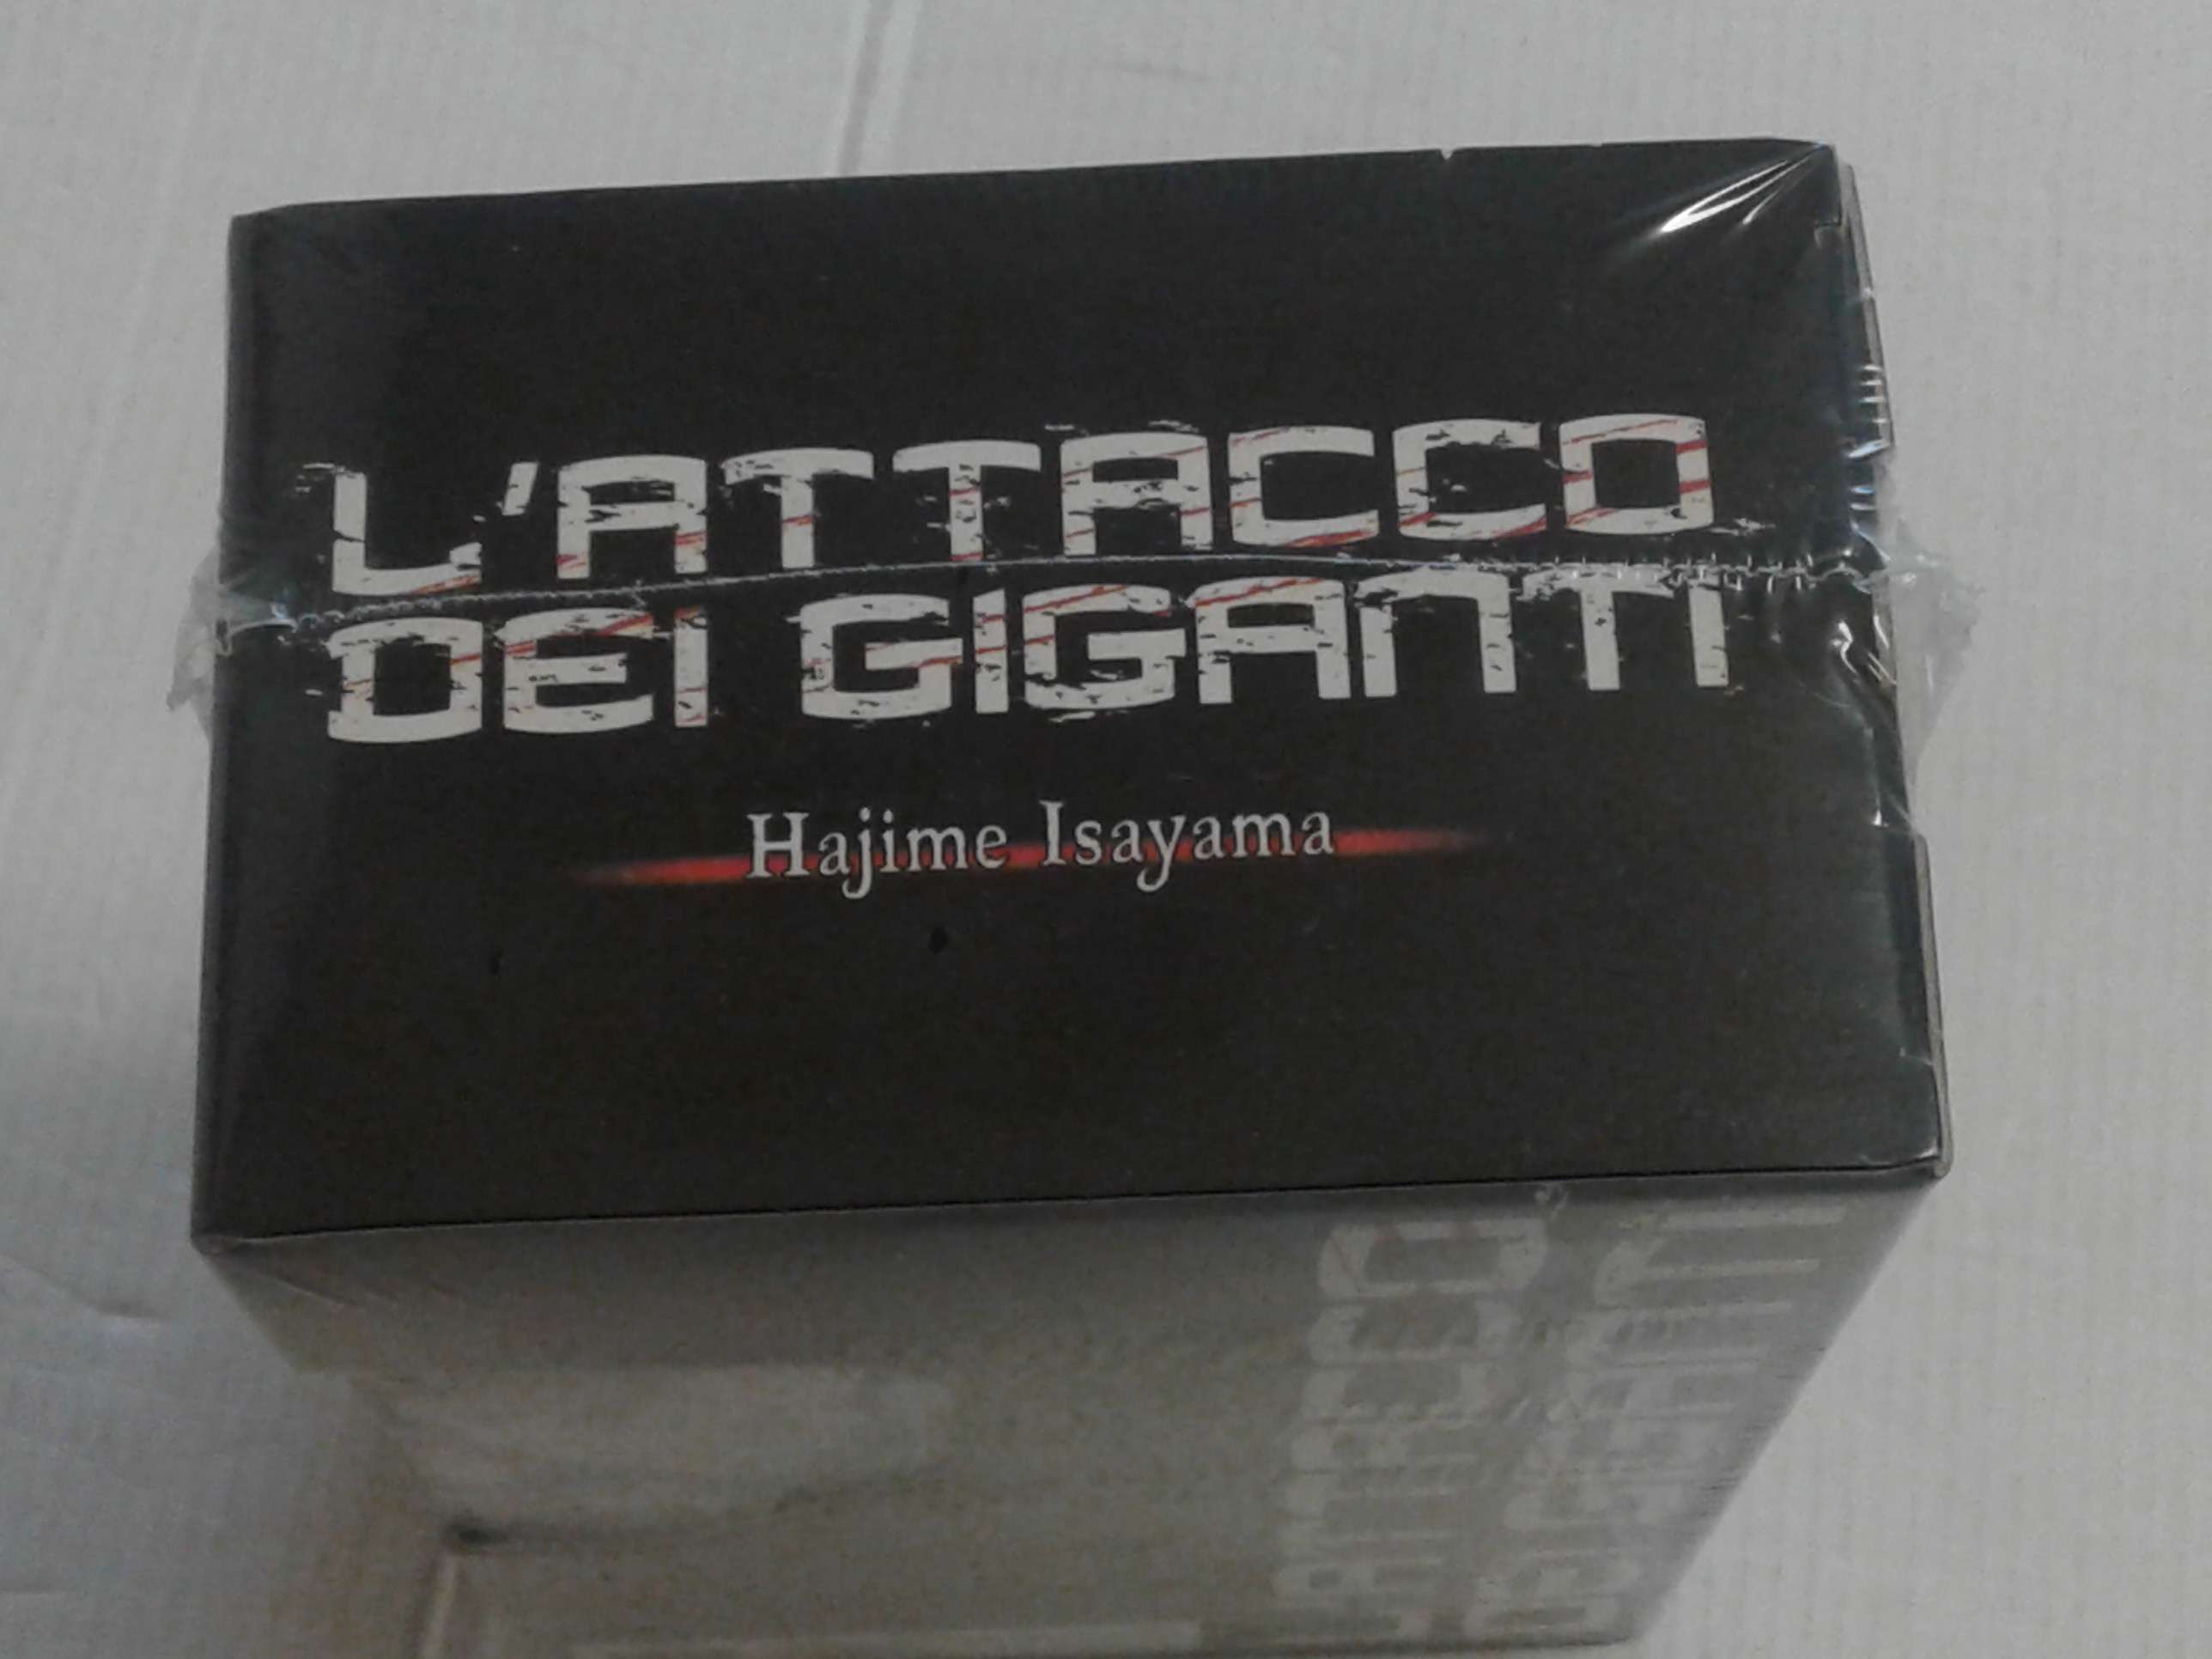 L'ATTACCO
DEI GIGANTI
Hajime Isayama